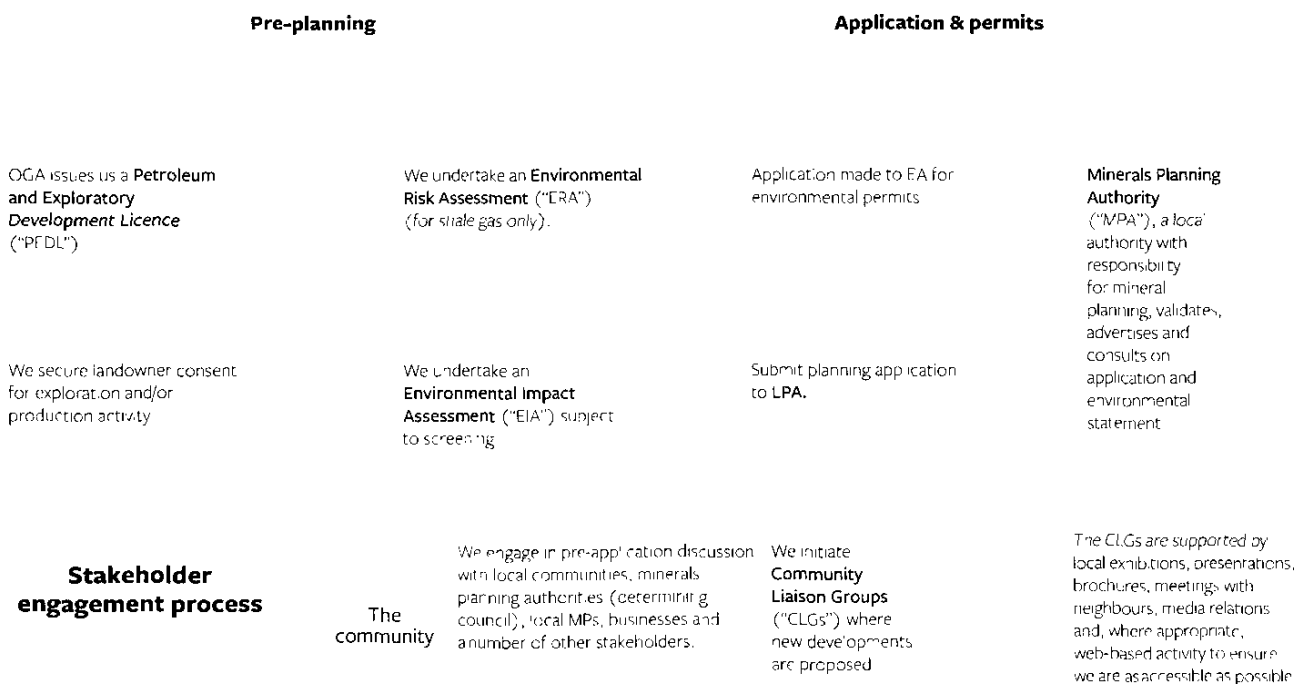 Pre-planning
Application & permits
OGA issues us a Petroleum
and Exploratory
Development Licence
("PEDL")
We undertake an Environmental
Risk Assessment ("ERA")
(for shale gas only).
Application made to EA for
environmental permits
Minerals Planning
Authority
("MPA"), a local
authority with
responsibility
for mineral
planning, validates,
advertises and
consults on
application and
environmental
statement
We secure landowner consent
for exploration and/or
production activity
We undertake an
Environmental Impact
Assessment ("EIA") subject
to screening
Submit planning application
to LPA.
Stakeholder
engagement process
The
community
We engage in pre-application discussion
with local communities, minerals
planning authorities (determining
council), local MPs, businesses and
a number of other stakeholders.
We initiate
Community
Liaison Groups
("CLGs") where
new developments
are proposed
The CLGs are supported by
local exhibitions, presentations,
brochures, meetings with
neighbours, media relations
and, where appropriate,
web-based activity to ensure
we are as accessible as possible